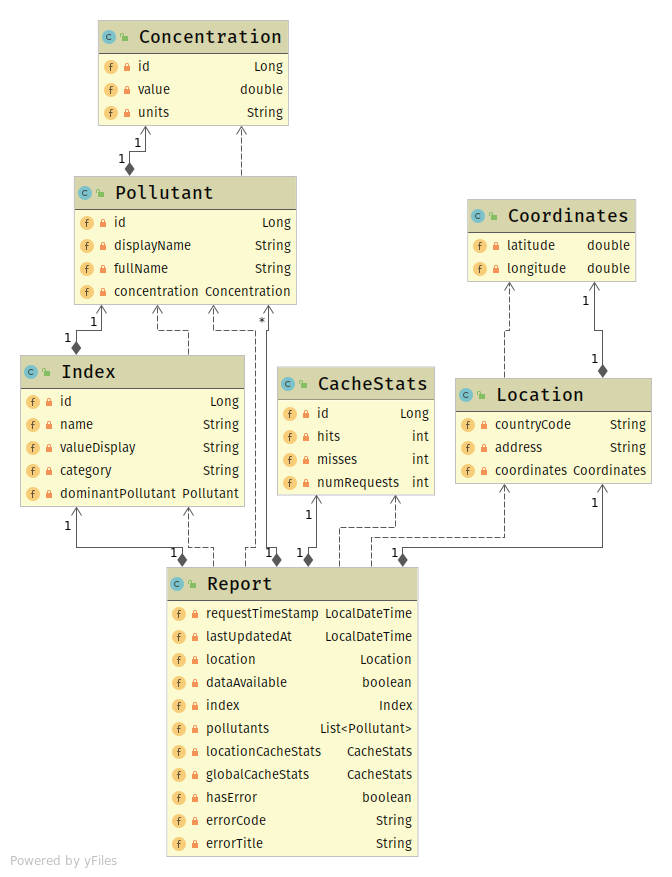 Concentration
f id Long
f value double
f units String
1
1
C Pollutant
f id Long
f displayName String
f fullName String
f concentration Concentration
C Coordinates
f latitude double
f longitude double
1
1
*
1
1
C Index
f id Long
f name String
f valueDisplay String
f category String
f dominantPollutant Pollutant
C CacheStats
f id Long
f hits int
f misses int
f numRequests int
1
C Location
f countryCode String
f address String
f coordinates Coordinates
1
1
1
1
1
1
1
C Report
f requestTimeStamp LocalDateTime
f lastUpdatedAt LocalDateTime
f location Location
f dataAvailable boolean
f index Index
f pollutants List<Pollutant>
f locationCacheStats CacheStats
f globalCacheStats CacheStats
f hasError boolean
f errorCode String
f errorTitle String
Powered by yFiles